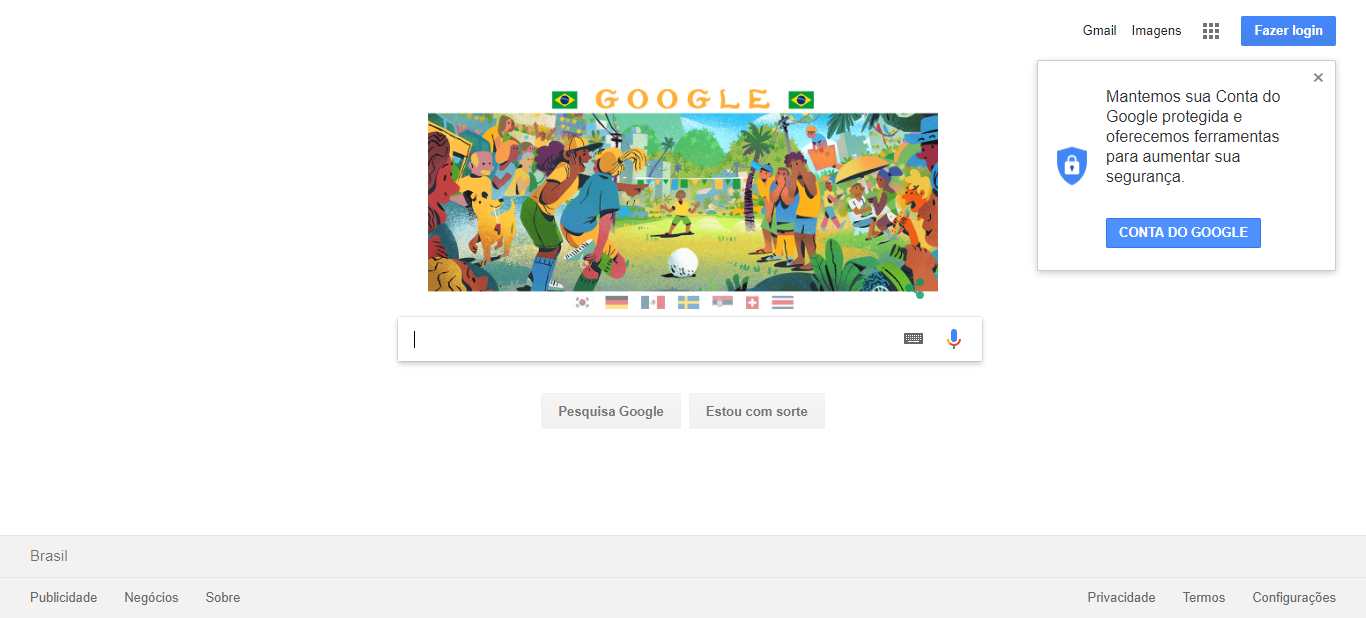 Gmail Imagens Fazer login
GOOGLE
Mantemos sua Conta do
Google protegida e
oferecemos ferramentas
para aumentar sua
segurança.
CONTA DO GOOGLE
Pesquisa Google Estou com sorte
Brasil
Publicidade Negócios Sobre Privacidade Termos Configurações